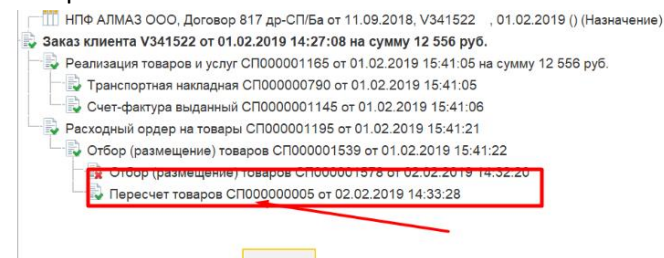 НПФ АЛМАЗ ООО, Договор 817 др-СП/Ба от 11.09.2018, V341522 , 01.02.2019 () (Назначение)
Заказ клиента V341522 от 01.02.2019 14:27:08 на сумму 12 556 руб.
Реализация товаров и услуг СП000001165 от 01.02.2019 15:41:05 на сумму 12 556 руб.
Транспортная накладная СП000000790 от 01.02.2019 15:41:05
Счет-фактура выданный СП0000001145 от 01.02.2019 15:41:06
Расходный ордер на товары СП000001195 от 01.02.2019 15:41:21
Отбор (размещение) товаров СП000001539 от 01.02.2019 15:41:22
Отбор (размещение) товаров СП000001578 от 02.02.2019 14:32:20
Пересчет товаров СП000000005 от 02.02.2019 14:33:28